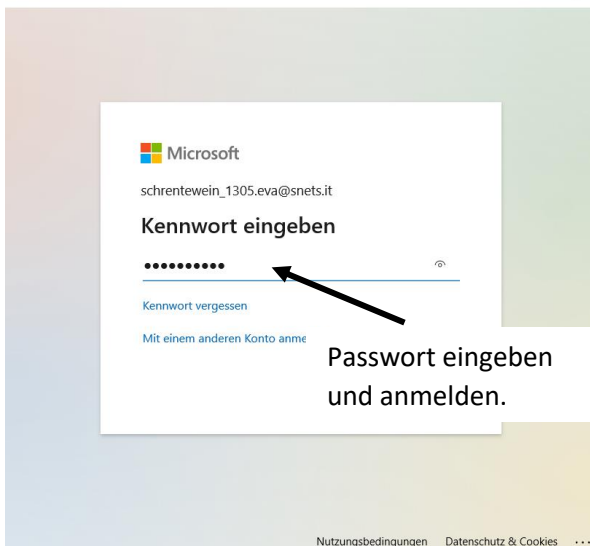 Microsoft
schrentewein_1305.eva@snets.it
Kennwort eingeben
••••••••••
Kennwort vergessen
Mit einem anderen Konto anme
Passwort eingeben
und anmelden.
Nutzungsbedingungen Datenschutz & Cookies ...